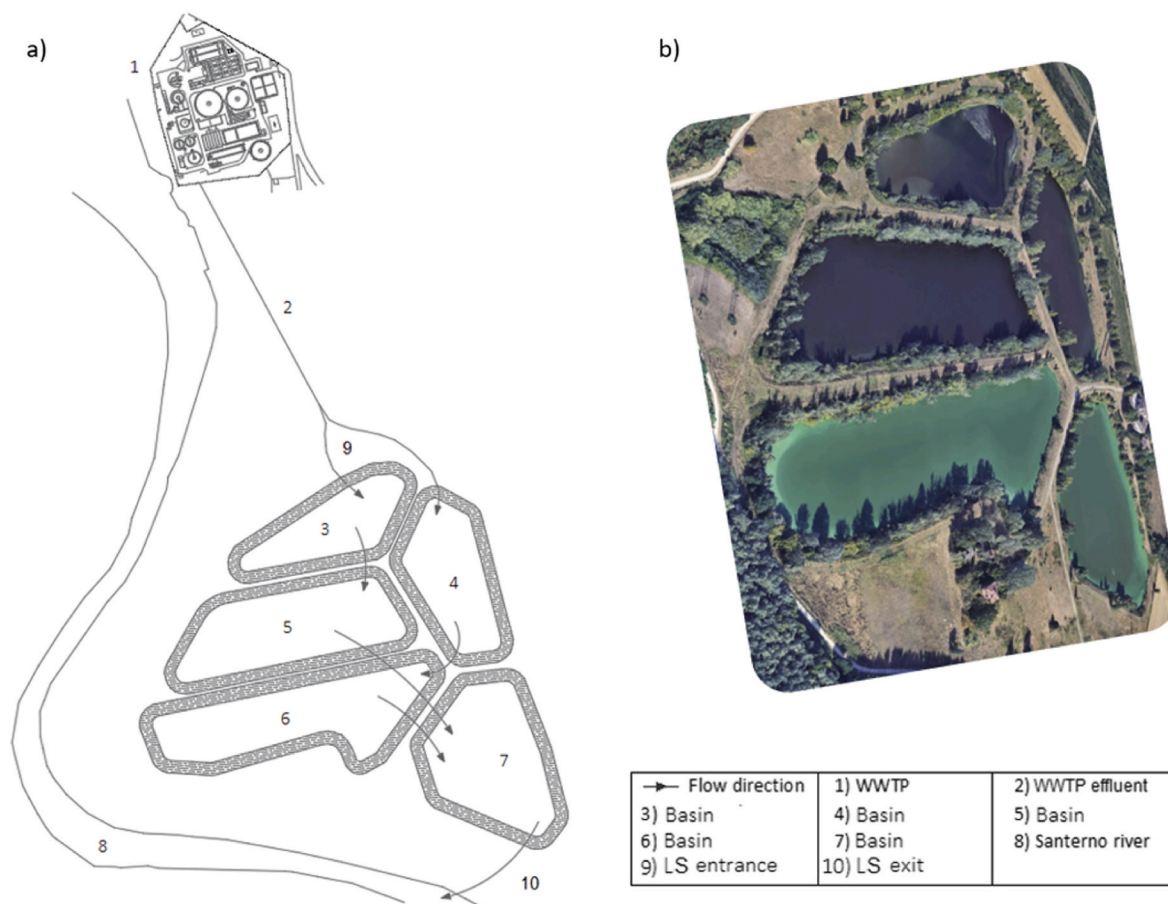 a)
b)
1
2
9
3
4
5
6
7
8
10
Flow direction 1) WWTP 2) WWTP effluent
3) Basin 4) Basin 5) Basin
6) Basin 7) Basin 8) Santerno river
9) LS entrance 10) LS exit